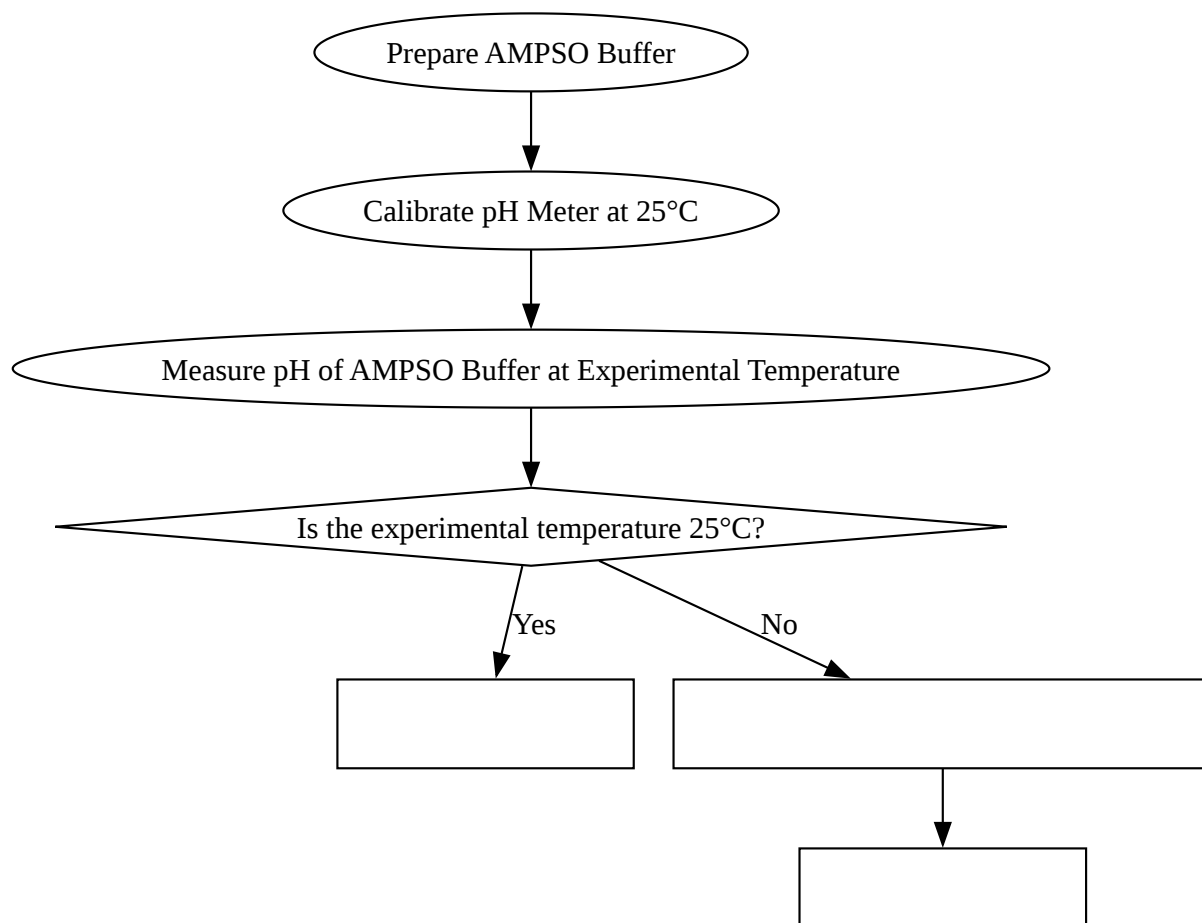 Prepare AMPSO Buffer
Calibrate pH Meter at 25°C
Measure pH of AMPSO Buffer at Experimental Temperature
Is the experimental temperature 25°C?
Yes
No